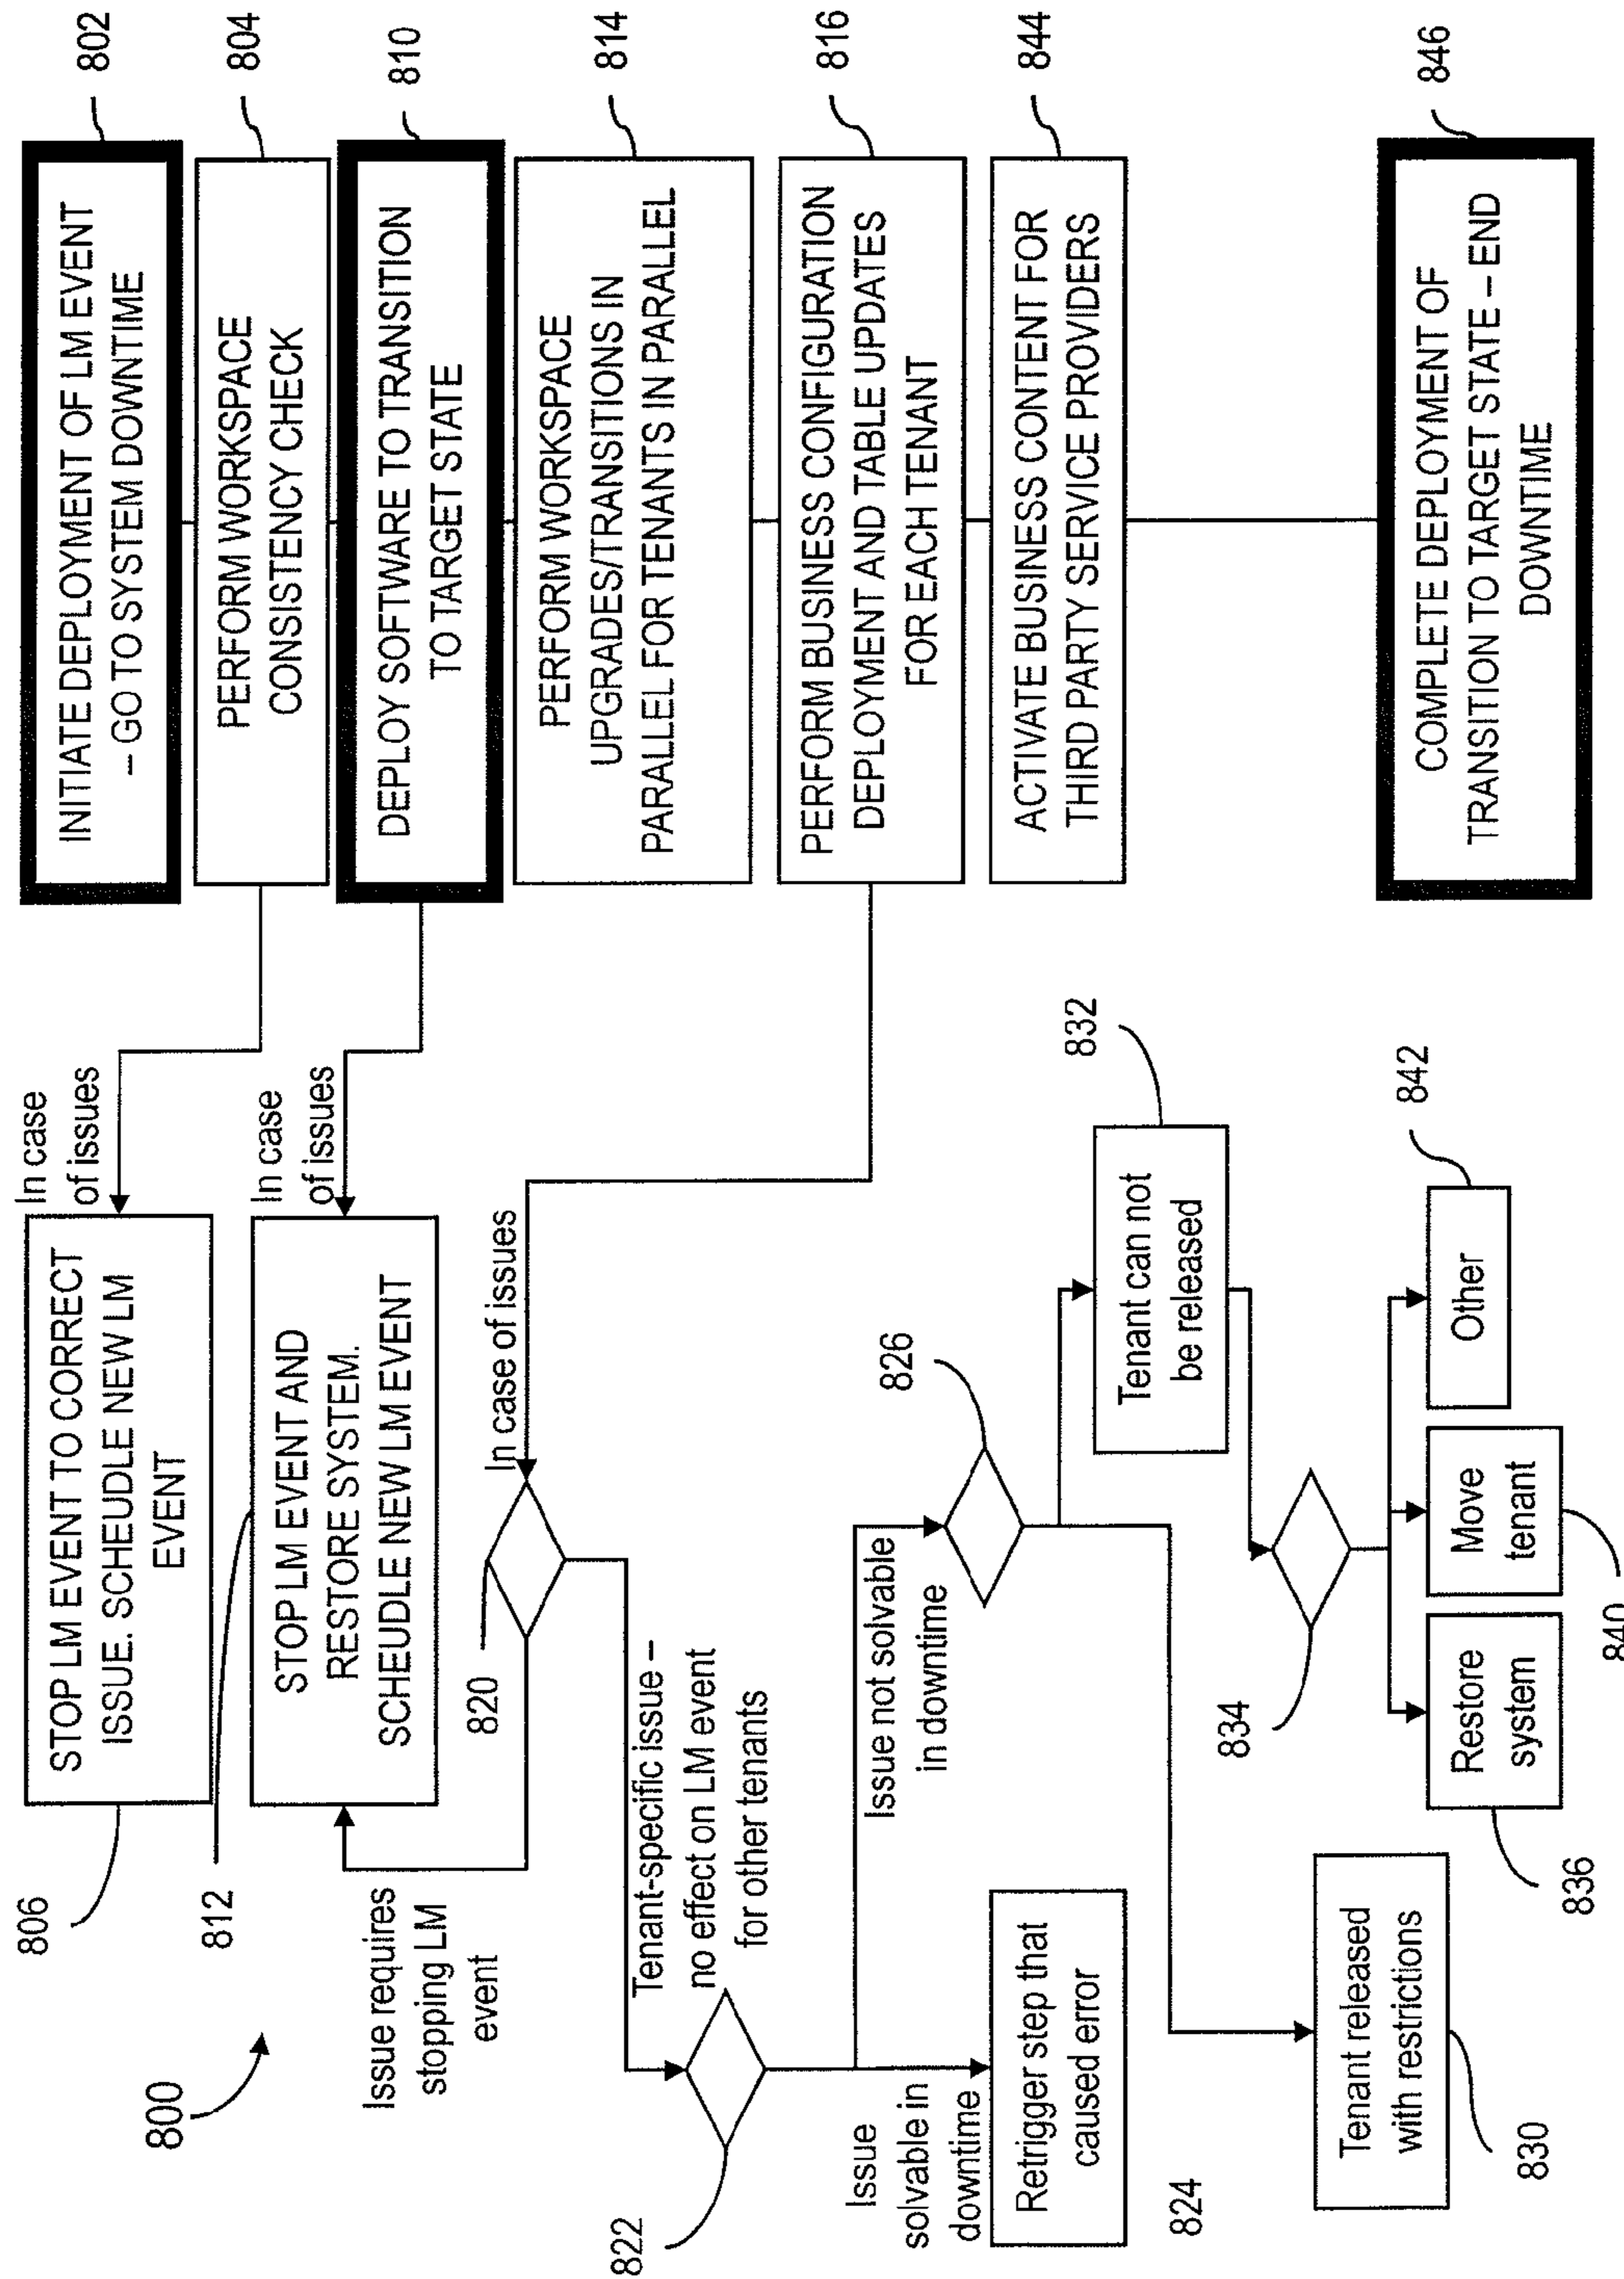 800
INITIATE DEPLOYMENT OF LM EVENT
– GO TO SYSTEM DOWNTIME
802
PERFORM WORKSPACE
CONSISTENCY CHECK
804
In case
of issues
STOP LM EVENT TO CORRECT
ISSUE. SCHEUDLE NEW LM
EVENT
806
DEPLOY SOFTWARE TO TRANSITION
TO TARGET STATE
810
In case
of issues
STOP LM EVENT AND
RESTORE SYSTEM.
SCHEUDLE NEW LM EVENT
812
PERFORM WORKSPACE
UPGRADES/TRANSITIONS IN
PARALLEL FOR TENANTS IN PARALLEL
814
PERFORM BUSINESS CONFIGURATION
DEPLOYMENT AND TABLE UPDATES
FOR EACH TENANT
816
In case of issues
820
Issue requires
stopping LM
event
Tenant-specific issue –
no effect on LM event
for other tenants
822
Issue
solvable in
downtime
Retrigger step that
caused error
824
Issue not solvable
in downtime
826
Tenant released
with restrictions
830
Tenant can not
be released
832
834
Restore
system
836
Move
tenant
840
Other
842
ACTIVATE BUSINESS CONTENT FOR
THIRD PARTY SERVICE PROVIDERS
844
COMPLETE DEPLOYMENT OF
TRANSITION TO TARGET STATE – END
DOWNTIME
846